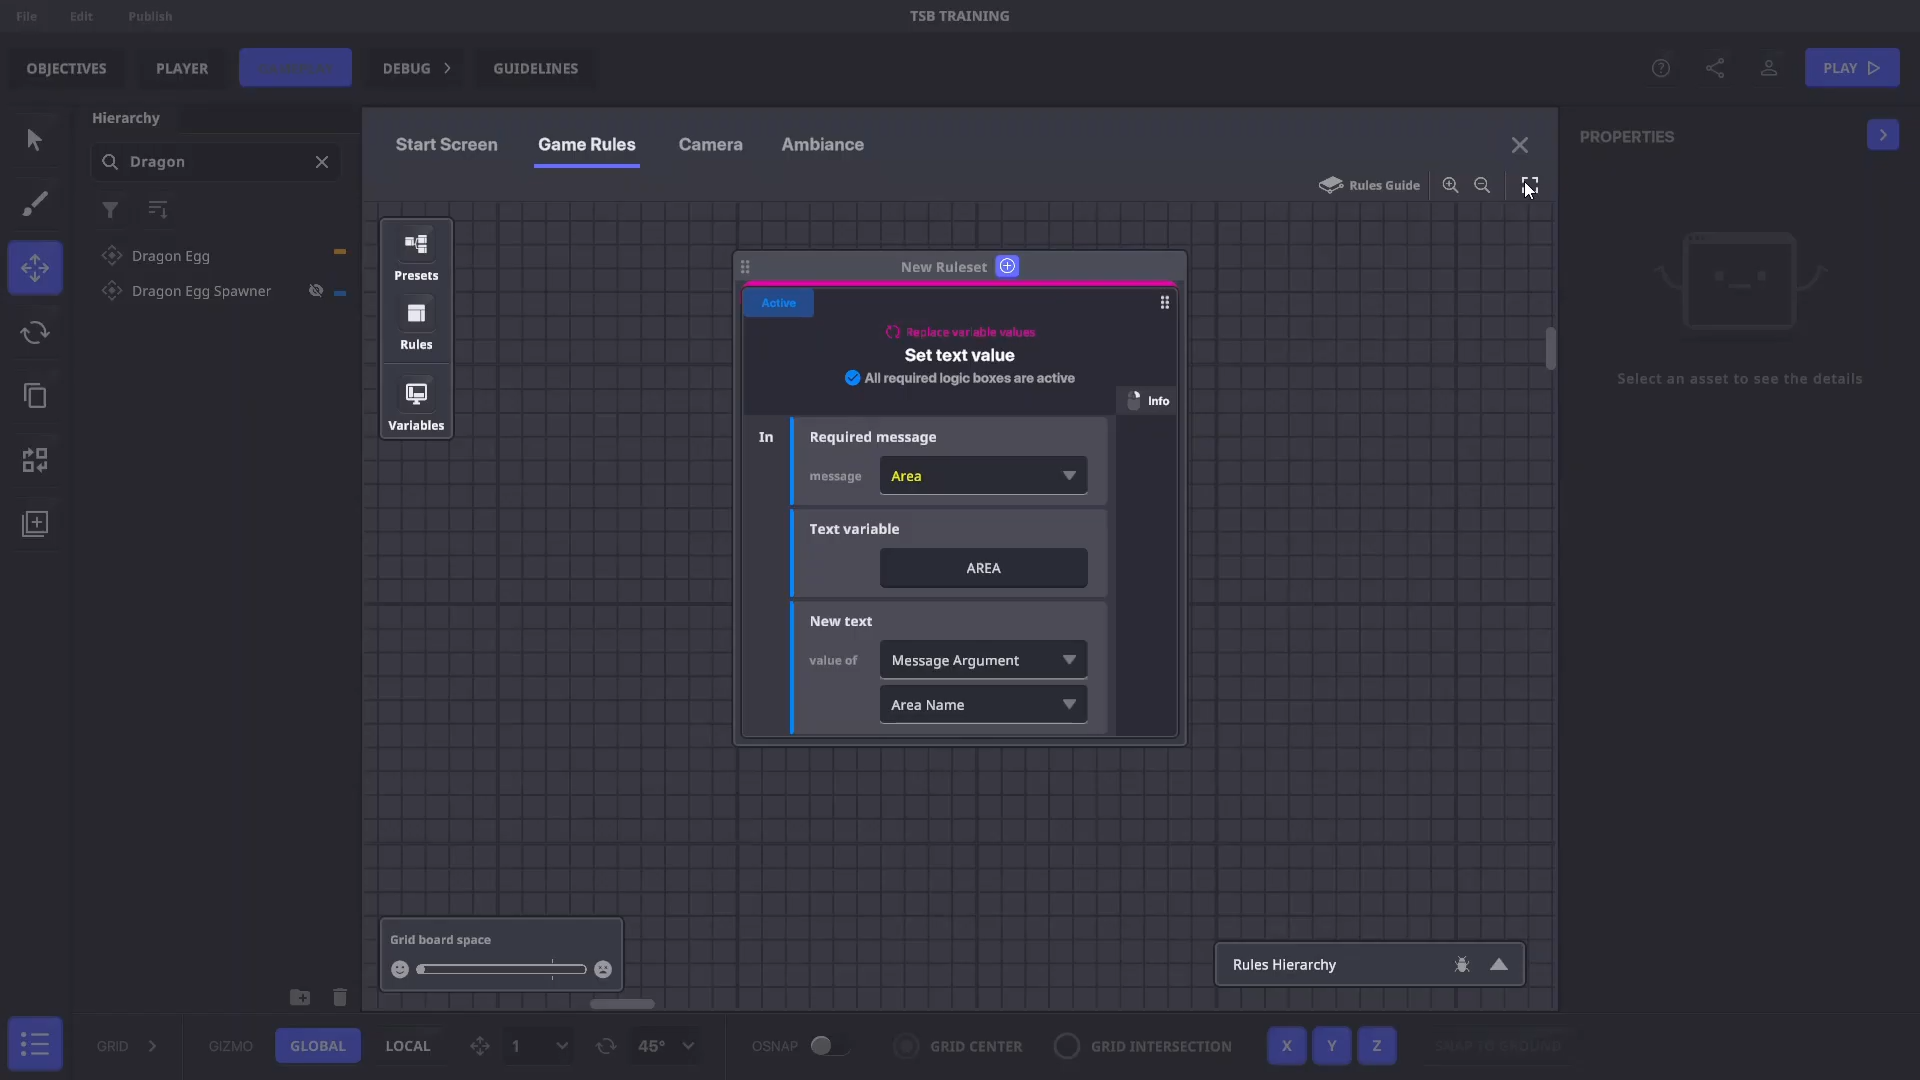 File Edit Publish
TSB TRAINING
OBJECTIVES PLAYER DEBUG GUIDELINES
PLAY
Hierarchy
Dragon
Dragon Egg
Dragon Egg Spawner
Start Screen Game Rules Camera Ambiance
Rules Guide
Presets
Rules
Variables
New Ruleset
Active
Replace variable values
Set text value
All required logic boxes are active
Info
In
Required message
message Area
Text variable
AREA
New text
value of Message Argument
Area Name
Grid board space
Rules Hierarchy
PROPERTIES
Select an asset to see the details
GRID GIZMO GLOBAL LOCAL 1 45° OSNAP GRID CENTER GRID INTERSECTION X Y Z SNAP TO GROUND